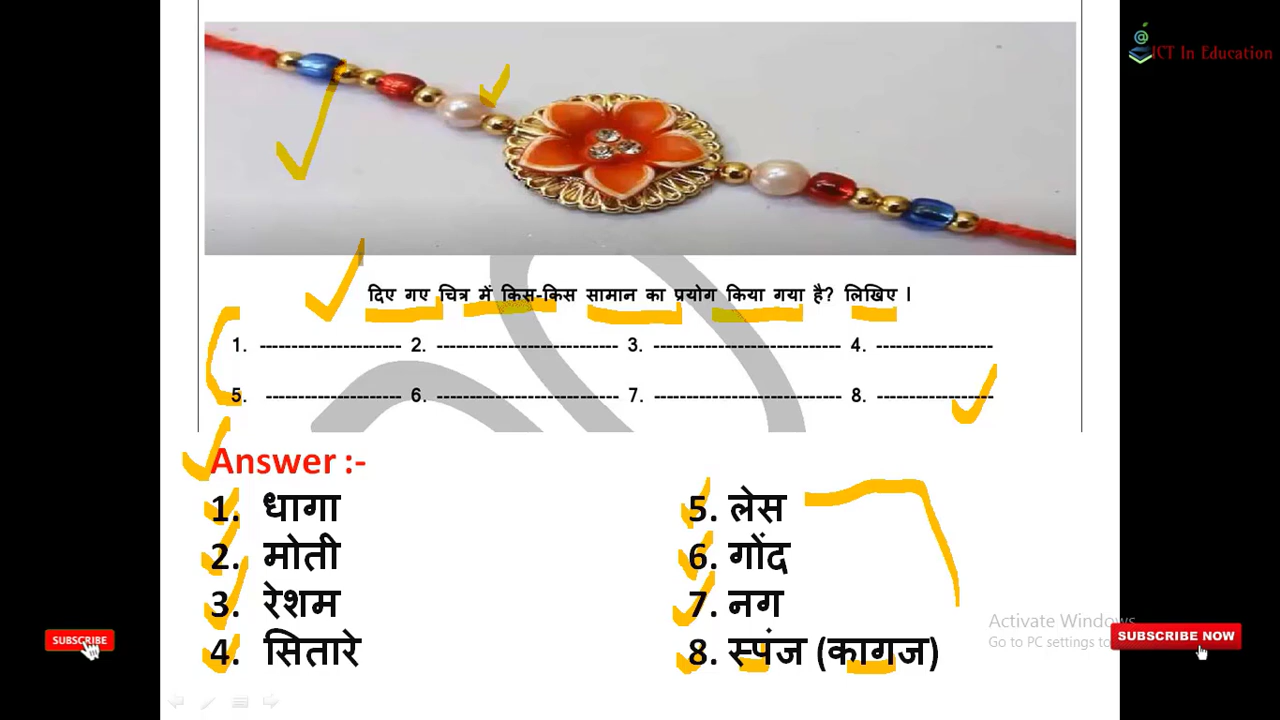 @
ICT In Education
दिए गए चित्र में किस-किस सामान का प्रयोग किया गया है? लिखिए ।
1. ---------------------- 2. ---------------------------- 3. ----------------------------- 4. ------------------
5. --------------------- 6. ---------------------------- 7. ----------------------------- 8. ------------------
Answer :-
1. धागा
2. मोती
3. रेशम
4. सितारे
5. लेस
6. गोंद
7. नग
8. स्पंज (कागज)
Activate Windows
Go to PC settings to
SUBSCRIBE
SUBSCRIBE NOW